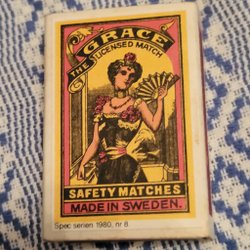 GRACE
THE LICENSED MATCH
SAFETY MATCHES
MADE IN SWEDEN.
Spec serien 1980, nr 8.